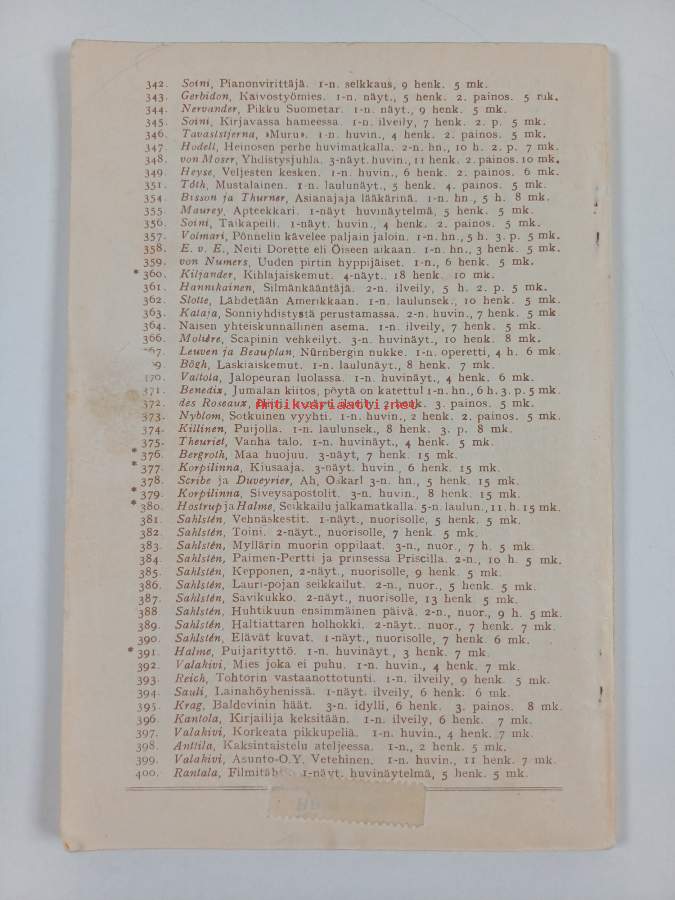 342. Soini, Pianonvirittäjä. 1-n. seikkaus, 9 henk. 5 mk.
343. Gerbidon, Kaivostyömies. 1-n. näyt., 5 henk. 2. painos. 5 mk.
344. Nervander, Pikku Suometar. 1-n. näyt., 9 henk. 5 mk.
345. Soini, Kirjavassa hameessa. 1-n. ilveily, 7 henk. 2. p. 5 mk.
346. Tavaststjerna, »Muru». 1-n. huvin., 4 henk. 2. painos. 5 mk.
347. Hodell, Heinosen perhe huvimatkalla. 2-n. hn., 10 h. 2. p. 7 mk.
348. von Moser, Yhdistysjuhla. 3-näyt. huvin., 11 henk. 2. painos. 10 mk.
349. Heyse, Veljesten kesken. 1-n. huvin., 6 henk. 2. painos. 6 mk.
351. Tóth, Mustalainen. 1-n. laulunäyt., 5 henk. 4. painos. 5 mk.
354. Bisson ja Thurner, Asianajaja lääkärinä. 1-n. hn., 5 h. 8 mk.
355. Maurey, Apteekkari. 1-näyt huvinäytelmä, 5 henk. 5 mk.
356. Soini, Taikapeili. 1-näyt. huvin., 4 henk. 2. painos. 5 mk.
357. Volmari, Pönnelin kävelee paljain jaloin. 1-n. hn., 5 h. 3. p. 5 mk.
358. E. v. E., Neiti Dorette eli Öiseen aikaan. 1-n. hn., 3 henk. 5 mk.
359. von Numers, Uuden pirtin hyppijäiset. 1-n., 6 henk. 5 mk.
*360. Kiljander, Kihlajaiskemut. 4-näyt.. 18 henk. 10 mk.
361. Hannikainen, Silmänkääntäjä. 2-n. ilveily, 5 h. 2. p. 5 mk.
362. Slotte, Lähdetään Amerikkaan. 1-n. laulunsek., 10 henk. 5 mk.
363. Kataja, Sonniyhdistystä perustamassa. 2-n. huvin., 7 henk. 5 mk
364. Naisen yhteiskunnallinen asema. 1-n. ilveily, 7 henk. 5 mk.
366. Molière, Scapinin vehkeilyt. 3-n. huvinäyt., 10 henk. 8 mk.
67. Leuven ja Beauplan, Nürnbergin nukke. 1-n. operetti, 4 h. 6 mk.
9. Bögh, Laskiaiskemut. 1-n. laulunäyt., 8 henk. 7 mk.
370. Valtola, Jalopeuran luolassa. 1-n. huvinäyt., 4 henk. 6 mk.
371. Benedix, Jumalan kiitos, pöytä on katettu! 1-n. hn., 6 h. 3. p. 5 mk.
372. des Roseaux, ilveily, 2 henk. 3. painos. 5 mk.
Antikvariaatti.net
373. Nyblom, Sotkuinen vyyhti. 1-n. huvin., 2 henk. 2. painos. 5 mk.
374. Killinen, Puijolla. 1-n. laulunsek., 8 henk. 3. p. 8 mk.
375. Theuriet, Vanha talo. 1-n. huvinäyt., 4 henk. 5 mk.
*376. Bergroth, Maa huojuu. 3-näyt, 7 henk. 15 mk.
*377. Korpilinna, Kiusaaja. 3-näyt. huvin, 6 henk. 15 mk.
378. Scribe ja Duveyrier, Ah, Oskar! 3-n. hn., 5 henk. 15 mk.
*379. Korpilinna, Siveysapostolit. 3-n. huvin., 8 henk. 15 mk.
*380. Hostrup ja Halme, Seikkailu jalkamatkalla. 5-n. laulun., 11. h. 15 mk.
381. Sahlstén, Vehnäskestit. 1-näyt., nuorisolle, 5 henk. 5 mk.
382. Sahlstén, Toini. 2-näyt., nuorisolle, 7 henk. 5 mk.
383. Sahlstén, Myllärin muorin oppilaat. 3-n., nuor., 7 h. 5 mk.
384. Sahlstén, Paimen-Pertti ja prinsessa Priscilla. 2-n., 10 h. 5 mk.
385. Sahlstén, Kepponen, 2-näyt., nuorisolle, 9 henk. 5 mk.
386. Sahlstén, Lauri-pojan seikkailut. 2-n., nuor., 5 henk. 5 mk.
387. Sahlstén, Savikukko. 2-näyt., nuorisolle, 13 henk 5 mk.
388 Sahlstén, Huhtikuun ensimmäinen päivä. 2-n., nuor., 9 h. 5 mk.
389. Sahlstén, Haltiattaren holhokki. 2-näyt.. nuor., 7 henk. 7 mk.
390. Sahlstén, Elävät kuvat. 1-näyt., nuorisolle, 7 henk. 6 mk.
*391. Halme, Puijarityttö. 1-n. huvinäyt., 3 henk. 7 mk.
392. Valakivi, Mies joka ei puhu. 1-n. huvin., 4 henk. 7 mk.
393. Reich, Tohtorin vastaanottotunti. 1-n. ilveily, 9 henk. 5 mk.
394. Sauli, Lainahöyhenissä. 1-näyt. ilveily, 6 henk. 6 mk.
395. Krag, Baldevinin häät. 3-n. idylli, 6 henk. 3. painos. 8 mk.
396. Kantola, Kirjailija keksitään. 1-n. ilveily, 6 henk. 7 mk.
397. Valakivi, Korkeata pikkupeliä. 1-n. huvin., 4 henk. 7 mk.
398. Anttila, Kaksintaistelu ateljeessa. 1-n., 2 henk. 5 mk.
399. Valakivi, Asunto-O.Y. Vetehinen. 1-n. huvin., 11 henk. 7 mk.
400. Rantala, 1-näyt. huvinäytelmä, 5 henk. 5 mk.